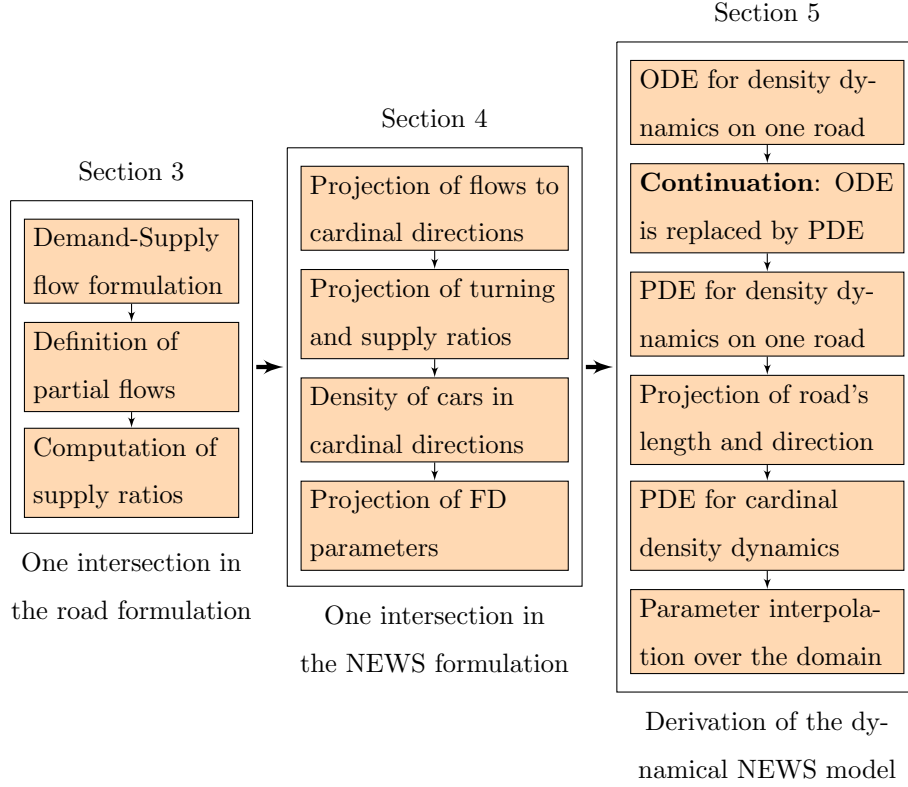 Section 3
Demand-Supply
flow formulation
Definition of
partial flows
Computation of
supply ratios
One intersection in
the road formulation
Section 4
Projection of flows to
cardinal directions
Projection of turning
and supply ratios
Density of cars in
cardinal directions
Projection of FD
parameters
One intersection in
the NEWS formulation
Section 5
ODE for density dy-
namics on one road
Continuation: ODE
is replaced by PDE
PDE for density dy-
namics on one road
Projection of road's
length and direction
PDE for cardinal
density dynamics
Parameter interpola-
tion over the domain
Derivation of the dy-
namical NEWS model